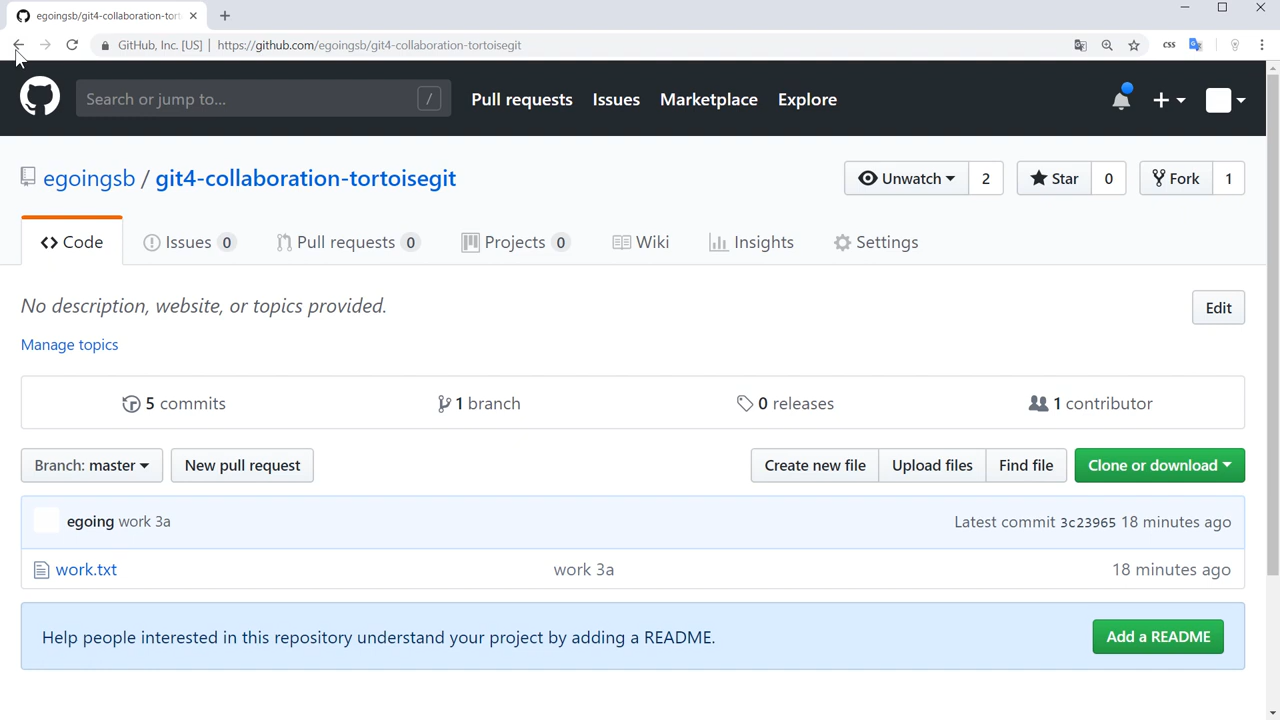 egoingsb/git4-collaboration-tort
GitHub, Inc. [US] | https://github.com/egoingsb/git4-collaboration-tortoisegit
css
Search or jump to... /
Pull requests Issues Marketplace Explore
egoingsb / git4-collaboration-tortoisegit
Unwatch 2 Star 0 Fork 1
Code Issues 0 Pull requests 0 Projects 0 Wiki Insights Settings
No description, website, or topics provided.
Edit
Manage topics
5 commits 1 branch 0 releases 1 contributor
Branch: master New pull request Create new file Upload files Find file Clone or download
egoing work 3a Latest commit 3c23965 18 minutes ago
work.txt work 3a 18 minutes ago
Help people interested in this repository understand your project by adding a README. Add a README